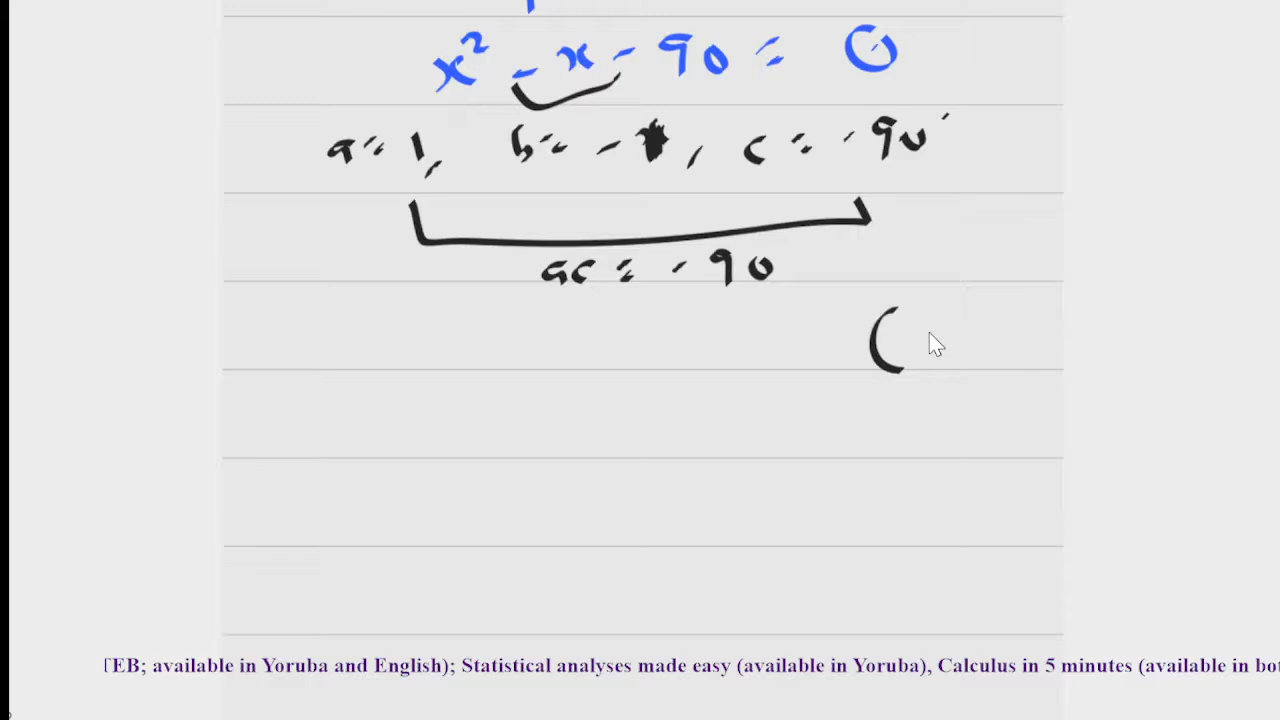 x² - x - 90 = 0
a = 1, b = -1, c = -90
ac = -90
(
EB; available in Yoruba and English); Statistical analyses made easy (available in Yoruba), Calculus in 5 minutes (available in bot